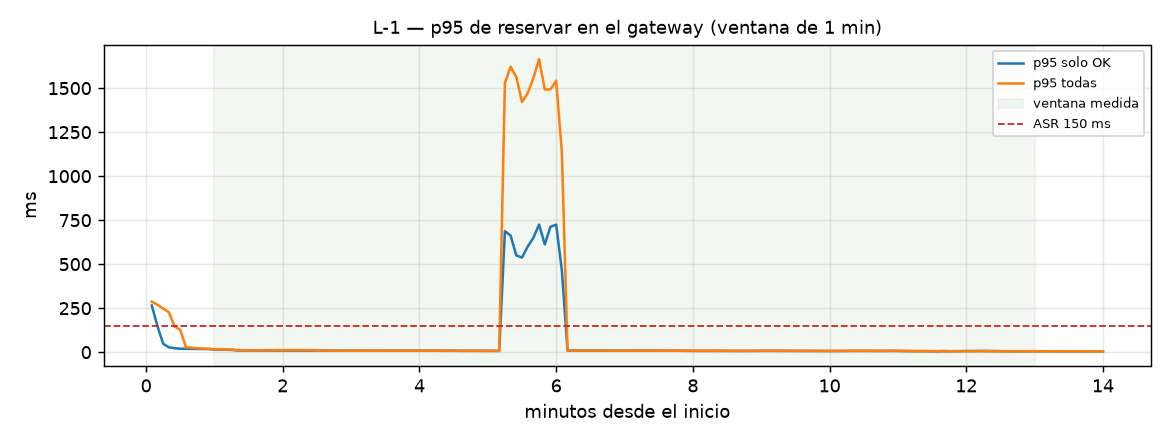 L-1 — p95 de reservar en el gateway (ventana de 1 min)
p95 solo OK
p95 todas
ventana medida
ASR 150 ms
ms
1500
1250
1000
750
500
250
0
0 2 4 6 8 10 12 14
minutos desde el inicio